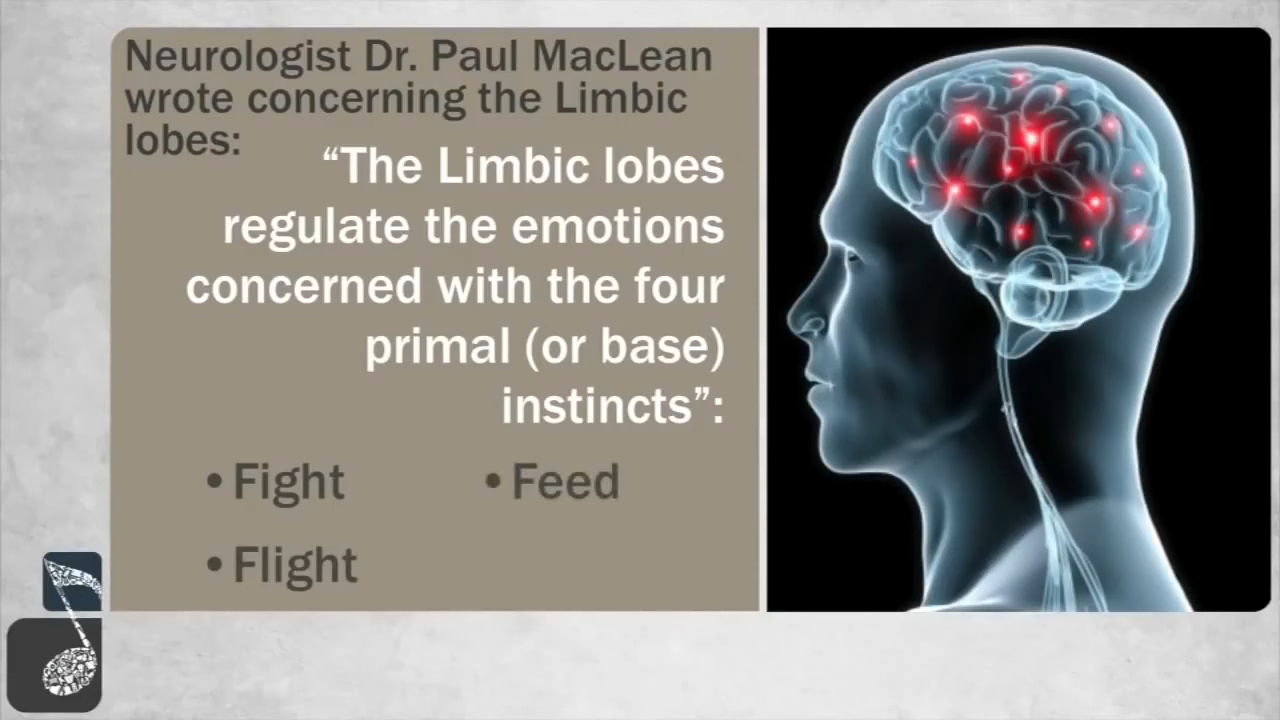 Neurologist Dr. Paul MacLean
wrote concerning the Limbic
lobes:
“The Limbic lobes
regulate the emotions
concerned with the four
primal (or base)
instincts”:
• Fight
• Feed
• Flight